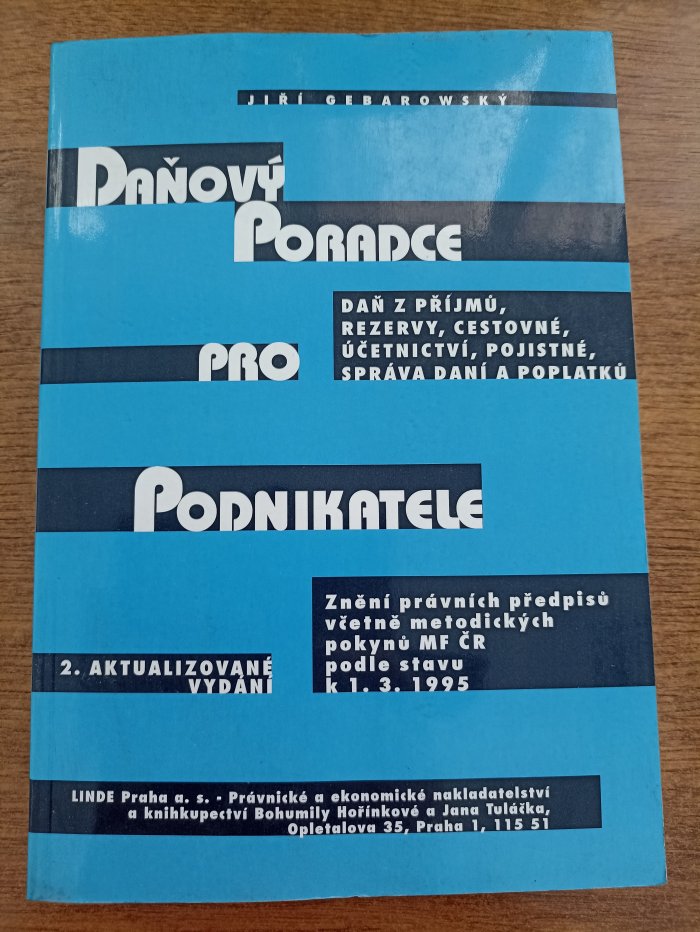 JIŘÍ GEBAROWSKÝ
DAŇOVÝ
PORADCE
DAŇ Z PŘÍJMŮ,
REZERVY, CESTOVNÉ,
ÚČETNICTVÍ, POJISTNÉ,
SPRÁVA DANÍ A POPLATKŮ
PRO
PODNIKATELE
Znění právních předpisů
včetně metodických
pokynů MF ČR
podle stavu
k 1. 3. 1995
2. AKTUALIZOVANÉ
VYDÁNÍ
LINDE Praha a. s. - Právnické a ekonomické nakladatelství
a knihkupectví Bohumily Hořínkové a Jana Tuláčka,
Opletalova 35, Praha 1, 115 51